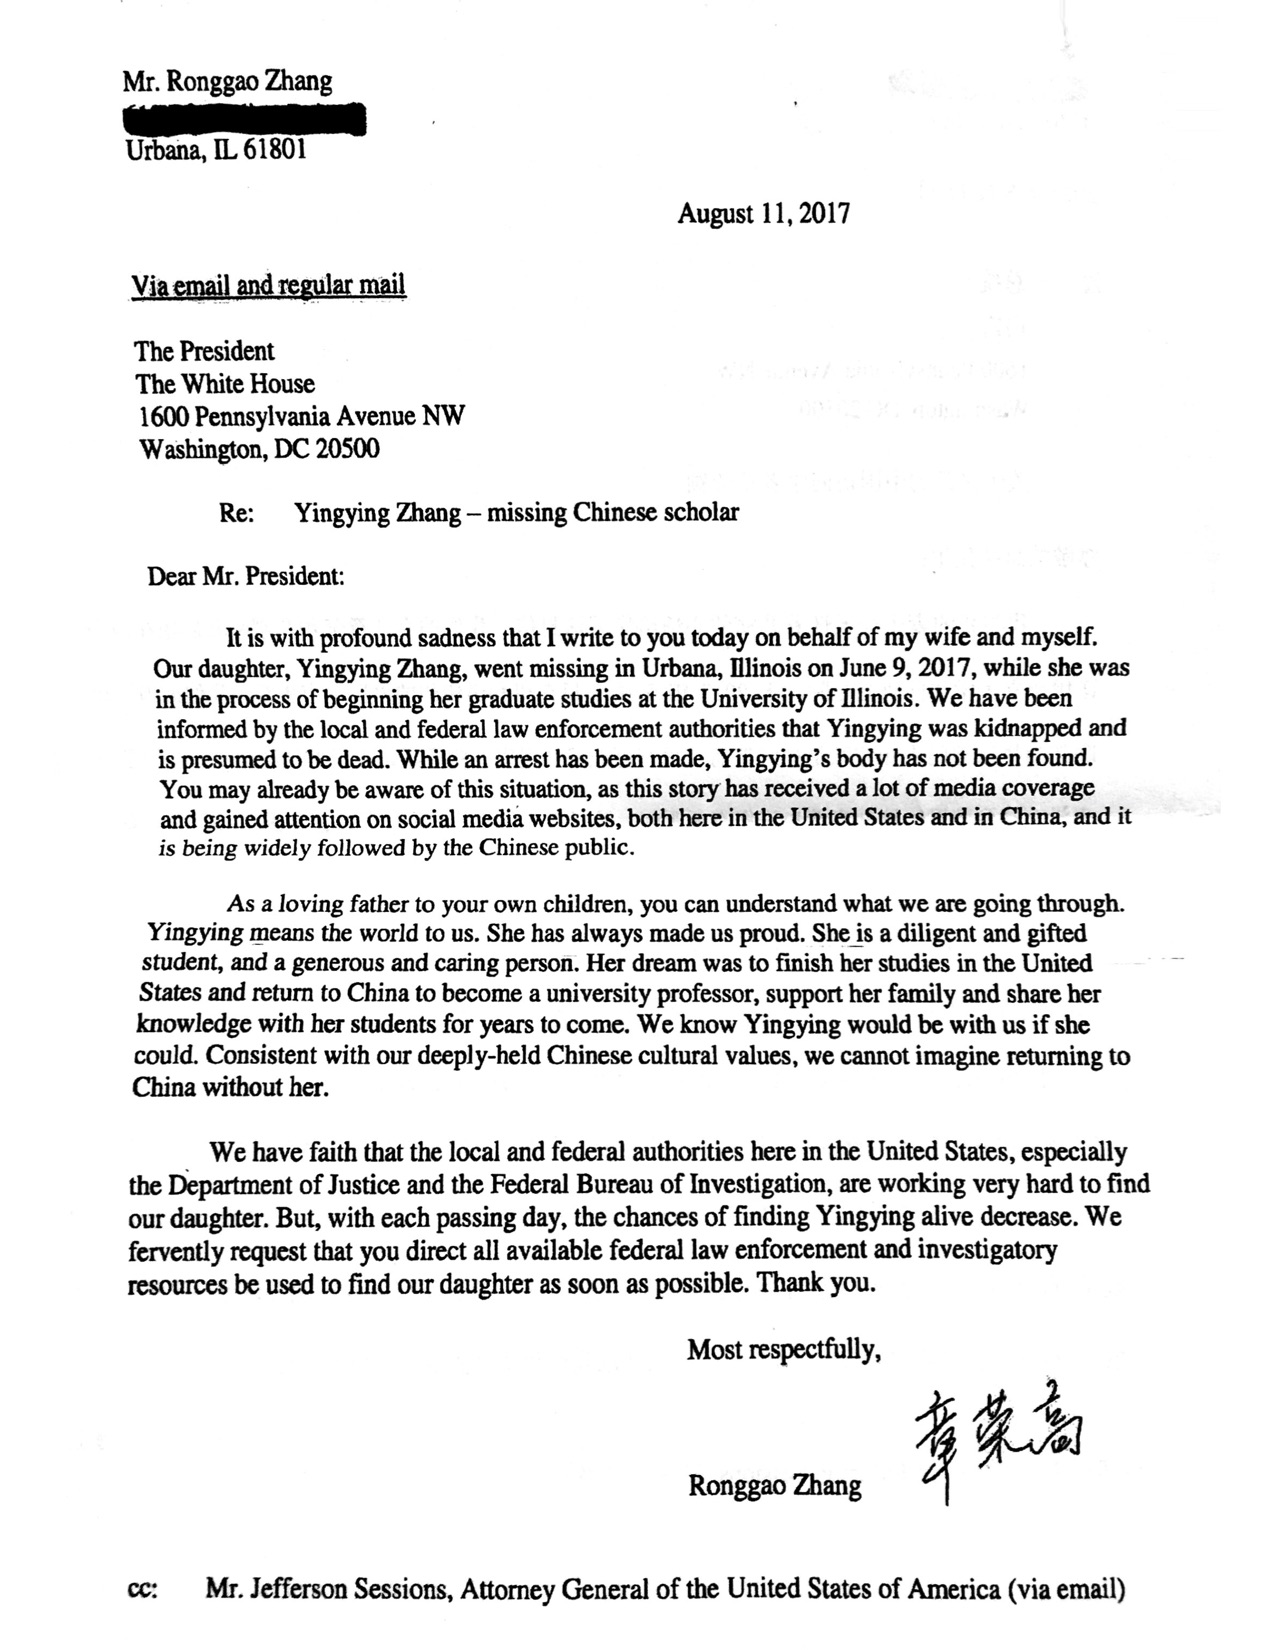 Mr. Ronggao Zhang
Urbana, IL 61801
August 11, 2017
Via email and regular mail
The President
The White House
1600 Pennsylvania Avenue NW
Washington, DC 20500
Re: Yingying Zhang – missing Chinese scholar
Dear Mr. President:
It is with profound sadness that I write to you today on behalf of my wife and myself.
Our daughter, Yingying Zhang, went missing in Urbana, Illinois on June 9, 2017, while she was
in the process of beginning her graduate studies at the University of Illinois. We have been
informed by the local and federal law enforcement authorities that Yingying was kidnapped and
is presumed to be dead. While an arrest has been made, Yingying's body has not been found.
You may already be aware of this situation, as this story has received a lot of media coverage
and gained attention on social media websites, both here in the United States and in China, and it
is being widely followed by the Chinese public.
As a loving father to your own children, you can understand what we are going through.
Yingying means the world to us. She has always made us proud. She is a diligent and gifted
student, and a generous and caring person. Her dream was to finish her studies in the United
States and return to China to become a university professor, support her family and share her
knowledge with her students for years to come. We know Yingying would be with us if she
could. Consistent with our deeply-held Chinese cultural values, we cannot imagine returning to
China without her.
We have faith that the local and federal authorities here in the United States, especially
the Department of Justice and the Federal Bureau of Investigation, are working very hard to find
our daughter. But, with each passing day, the chances of finding Yingying alive decrease. We
fervently request that you direct all available federal law enforcement and investigatory
resources be used to find our daughter as soon as possible. Thank you.
Most respectfully,
章荣高
Ronggao Zhang
cc: Mr. Jefferson Sessions, Attorney General of the United States of America (via email)